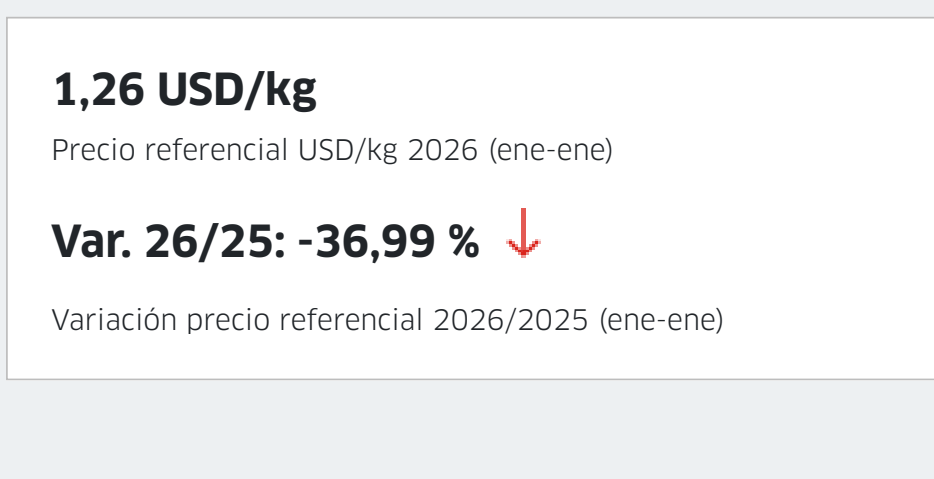 1,26 USD/kg
Precio referencial USD/kg 2026 (ene-ene)
Var. 26/25: -36,99 %
Variación precio referencial 2026/2025 (ene-ene)